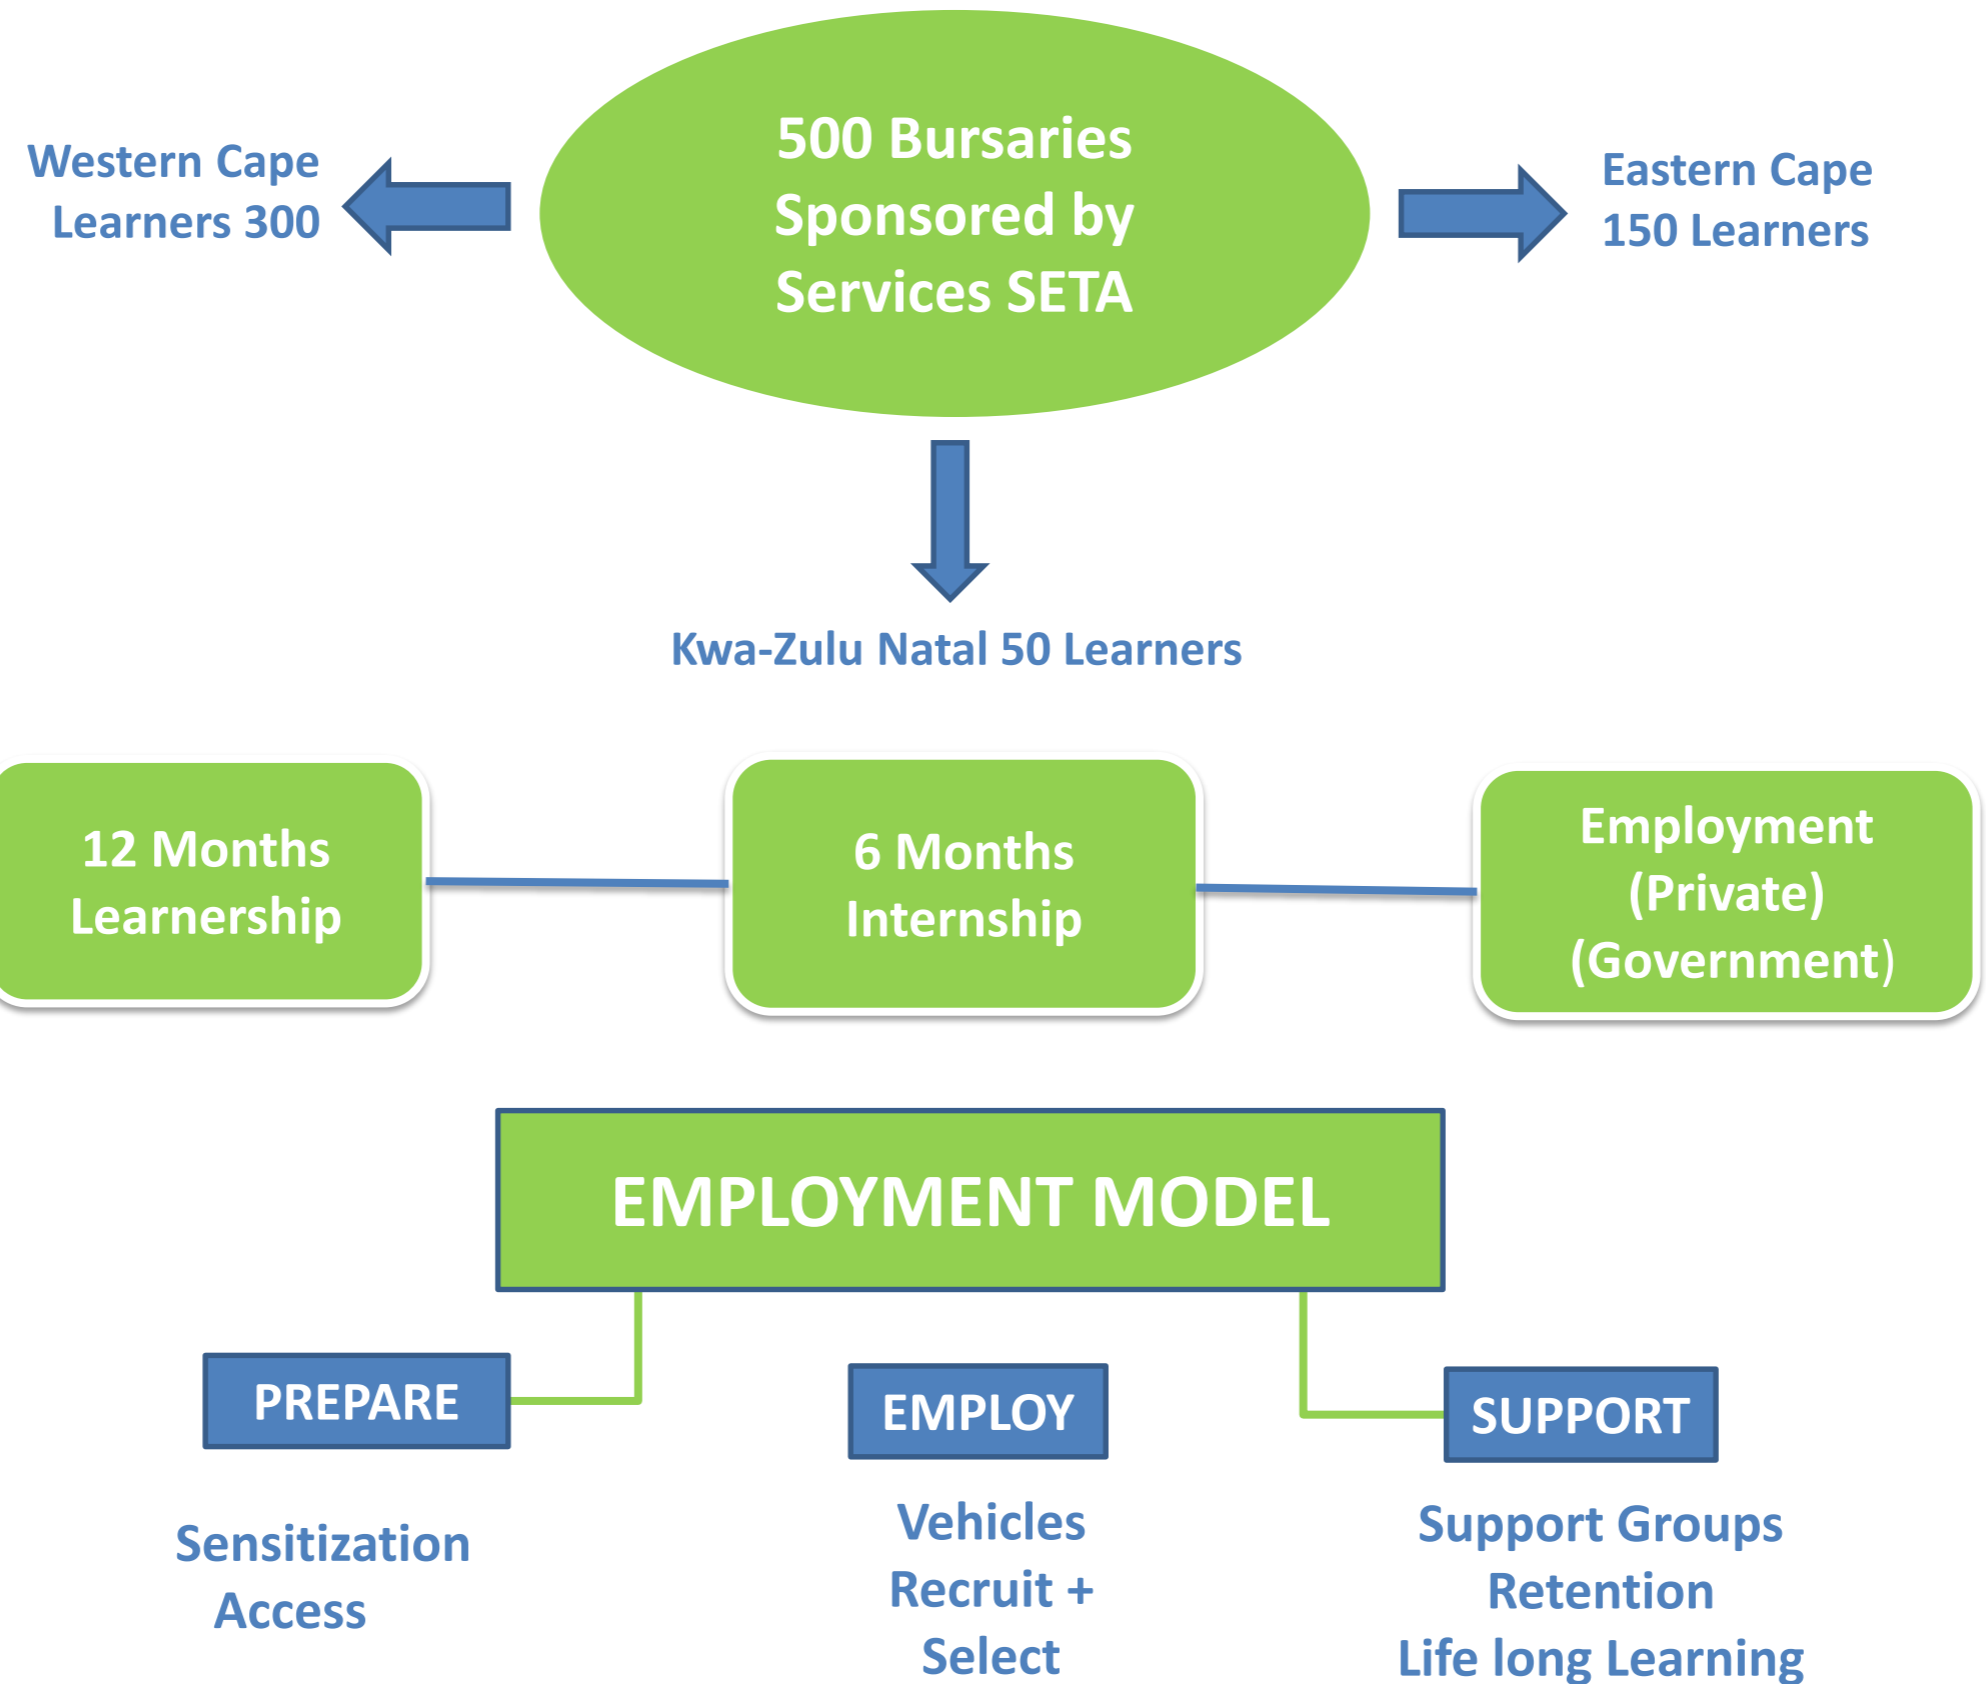 500 Bursaries
Sponsored by
Services SETA
Western Cape
Learners 300
Eastern Cape
150 Learners
Kwa-Zulu Natal 50 Learners
12 Months
Learnership
6 Months
Internship
Employment
(Private)
(Government)
EMPLOYMENT MODEL
PREPARE
Sensitization
Access
EMPLOY
Vehicles
Recruit +
Select
SUPPORT
Support Groups
Retention
Life long Learning